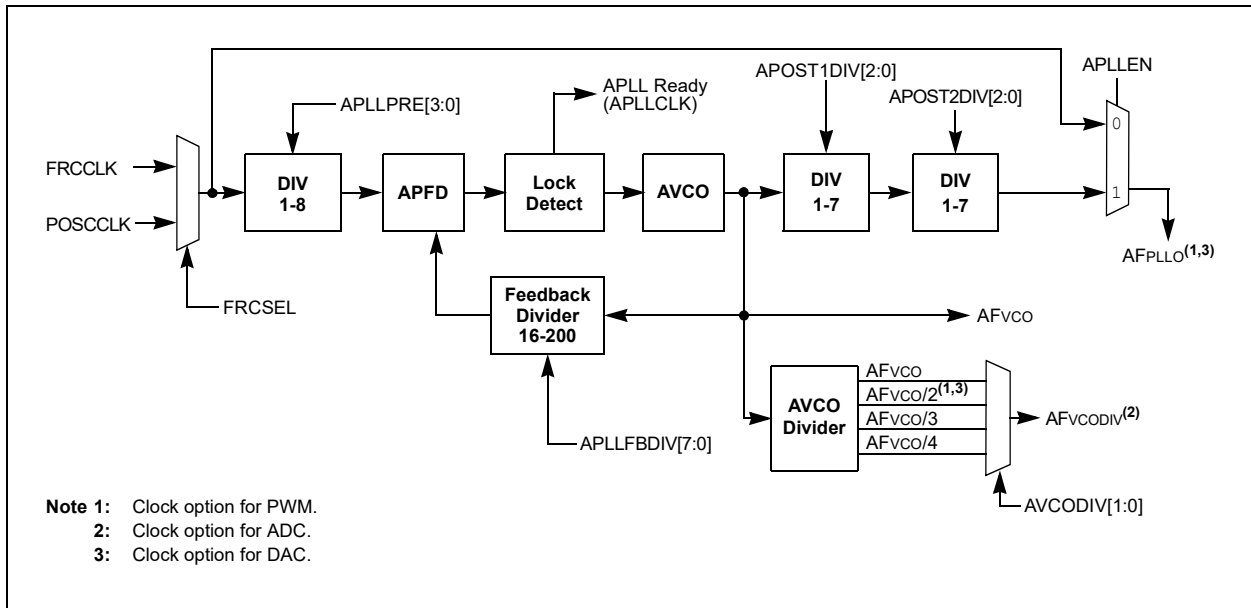 APLLEN
APOST1DIV[2:0]
APLL Ready
(APLLCLK)
APOST2DIV[2:0]
APLLPRE[3:0]
0
FRCCLK
DIV
1-8
APFD
Lock
Detect
AVCO
DIV
1-7
DIV
1-7
1
POSCCLK
AFPLLO(1,3)
FRCSEL
Feedback
Divider
16-200
AFVCO
AVCO
Divider
AFVCO
AFVCO/2(1,3)
AFVCO/3
AFVCO/4
AFVCODIV(2)
APLLFBDIV[7:0]
AVCODIV[1:0]
Note 1: Clock option for PWM.
2: Clock option for ADC.
3: Clock option for DAC.